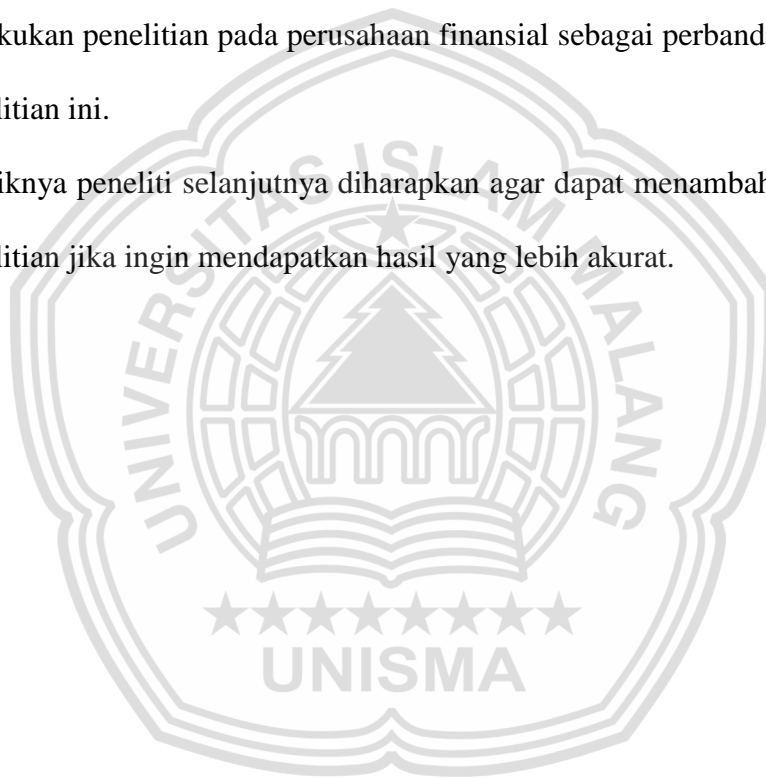 kukan penelitian pada perusahaan finansial sebagai perband
litian ini.
iknya peneliti selanjutnya diharapkan agar dapat menambah
litian jika ingin mendapatkan hasil yang lebih akurat.
UNIVERSITAS ISLAM MALANG
UNISMA